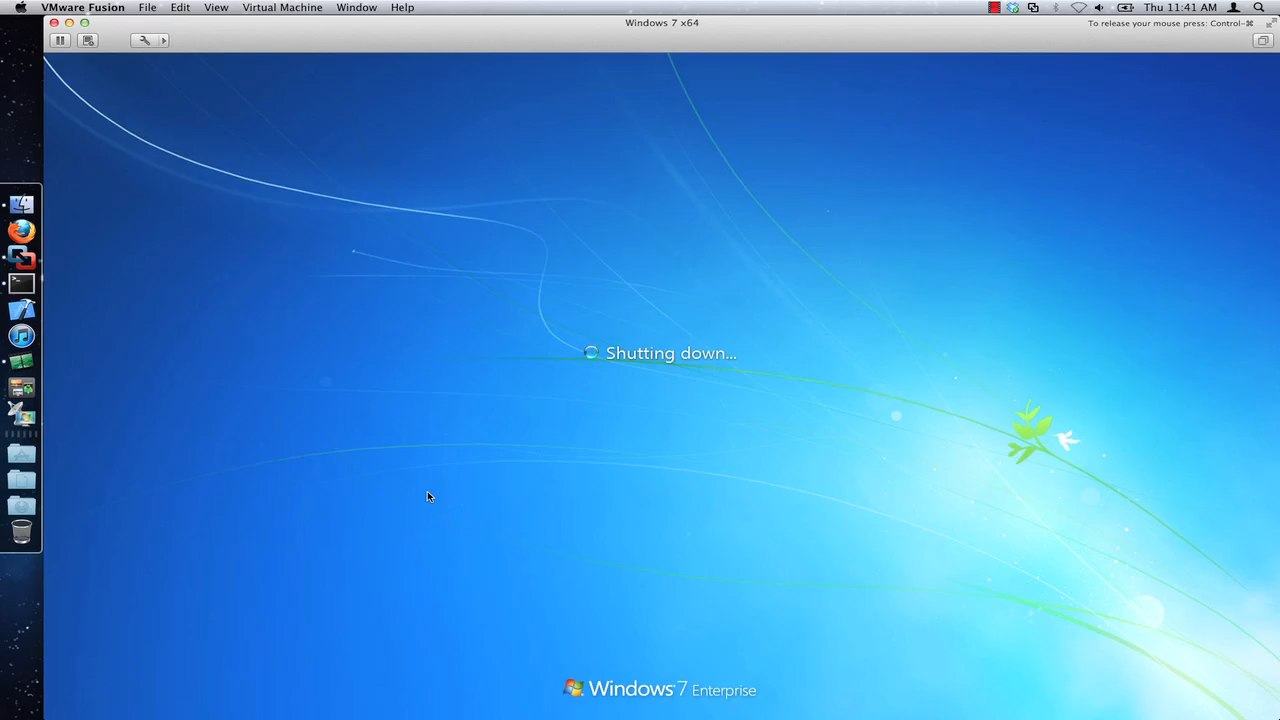 VMware Fusion File Edit View Virtual Machine Window Help Thu 11:41 AM
Windows 7 x64 To release your mouse press: Control-⌘
Shutting down...
Windows 7 Enterprise